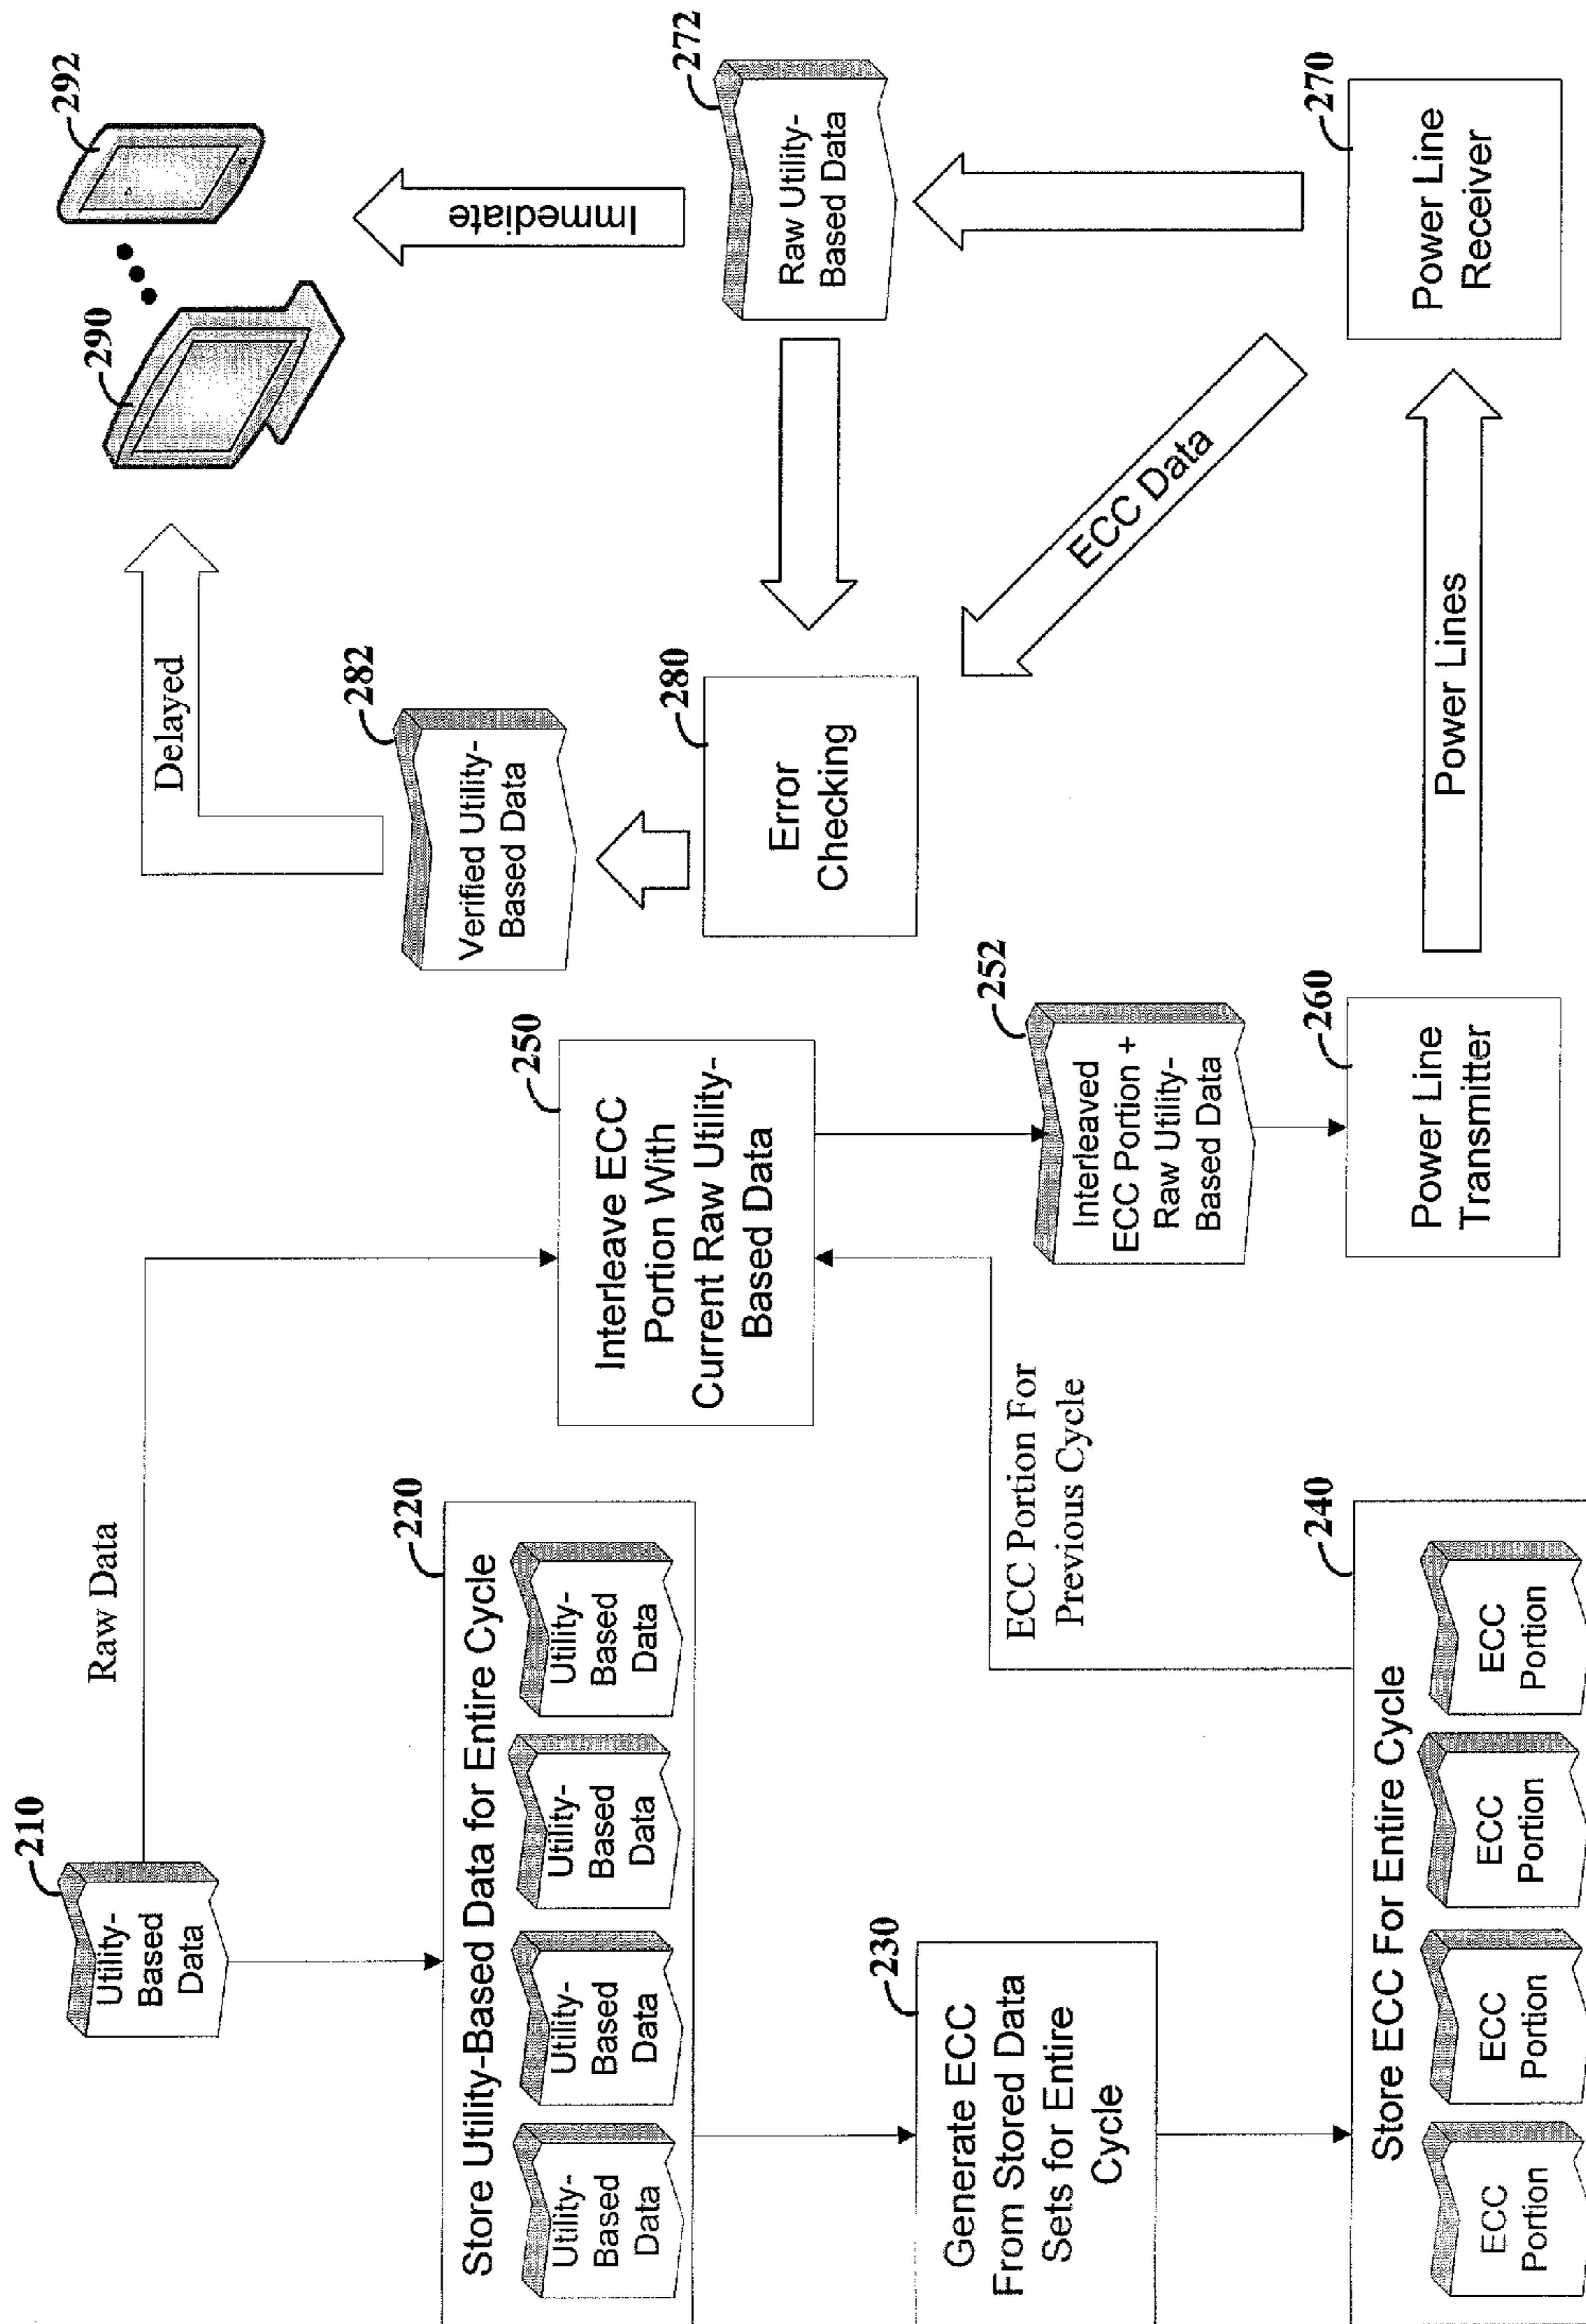 210
Utility-
Based
Data
Raw Data
220
Store Utility-Based Data for Entire Cycle
Utility-
Based
Data
Utility-
Based
Data
Utility-
Based
Data
Utility-
Based
Data
230
Generate ECC
From Stored Data
Sets for Entire
Cycle
240
Store ECC For Entire Cycle
ECC
Portion
ECC
Portion
ECC
Portion
ECC
Portion
ECC Portion For
Previous Cycle
250
Interleave ECC
Portion With
Current Raw Utility-
Based Data
252
Interleaved
ECC Portion +
Raw Utility-
Based Data
260
Power Line
Transmitter
Power Lines
270
Power Line
Receiver
ECC Data
272
Raw Utility-
Based Data
Immediate
280
Error
Checking
282
Verified Utility-
Based Data
Delayed
290
292